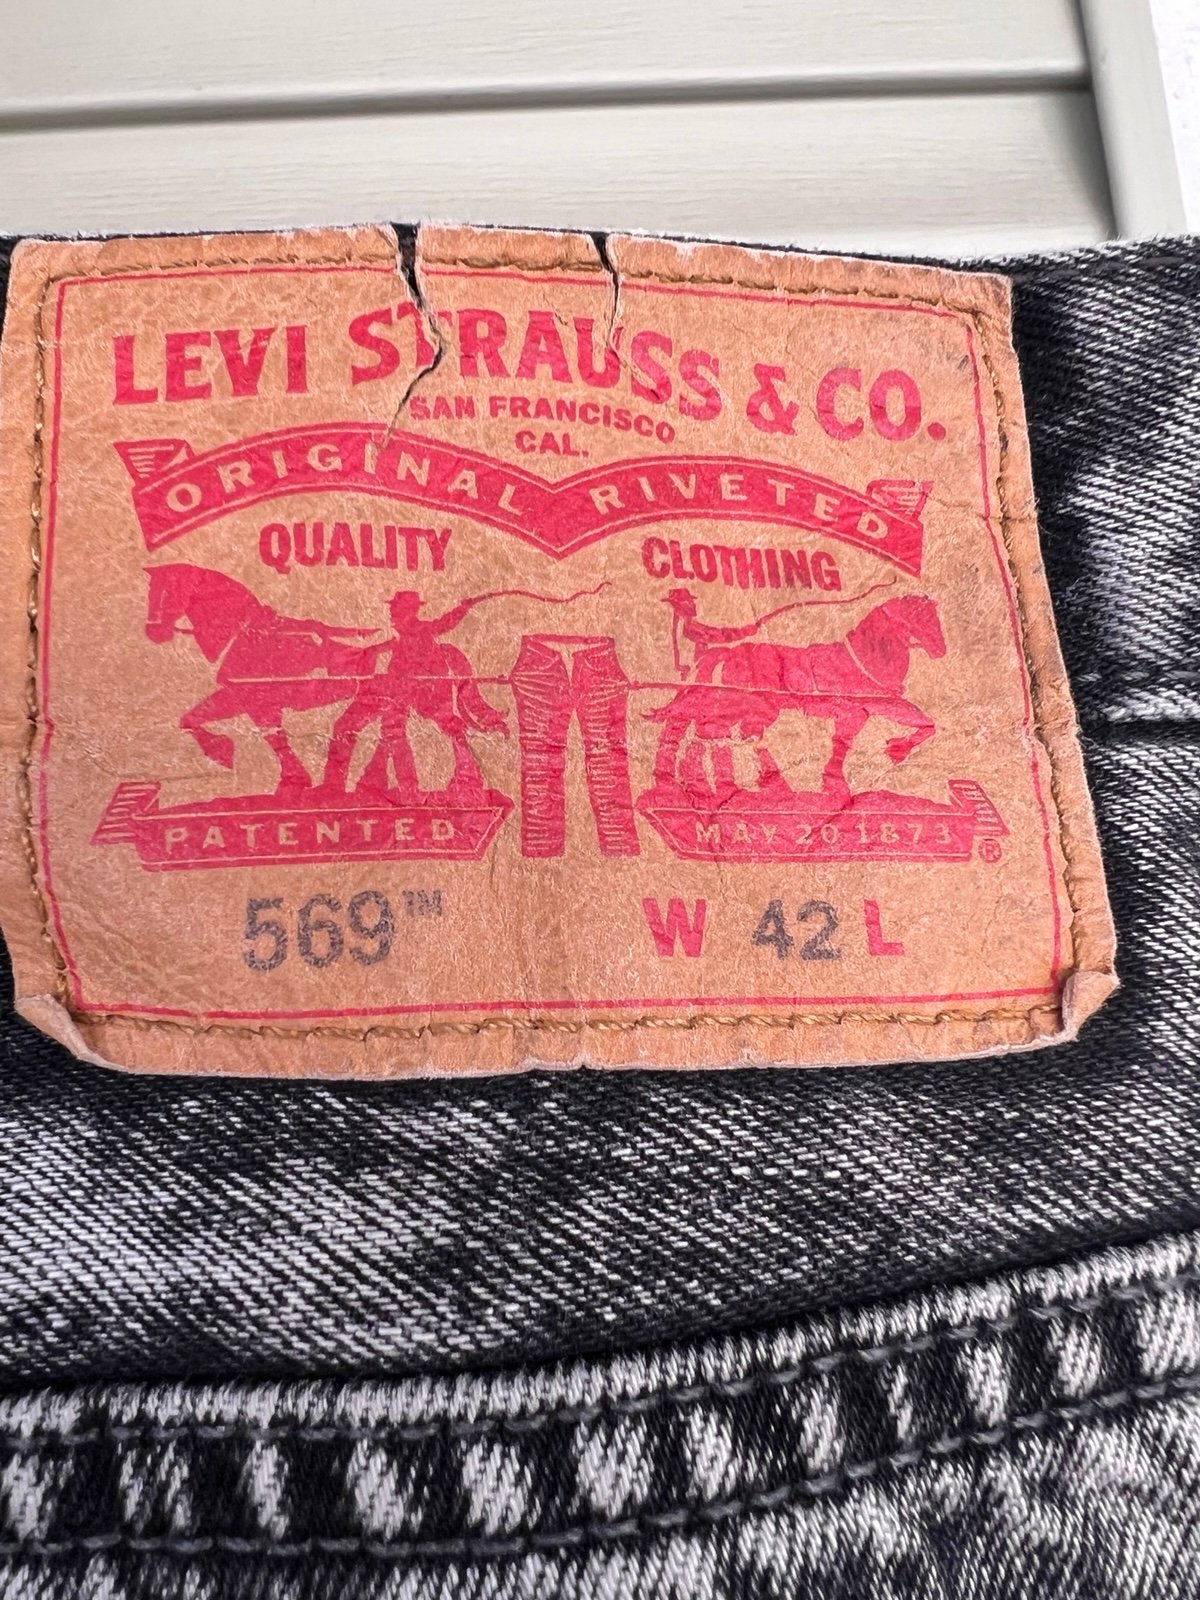 LEVI STRAUSS & CO.
SAN FRANCISCO
CAL.
ORIGINAL RIVETED
QUALITY CLOTHING
PATENTED MAY 20 1873 ®
569™ W 42 L